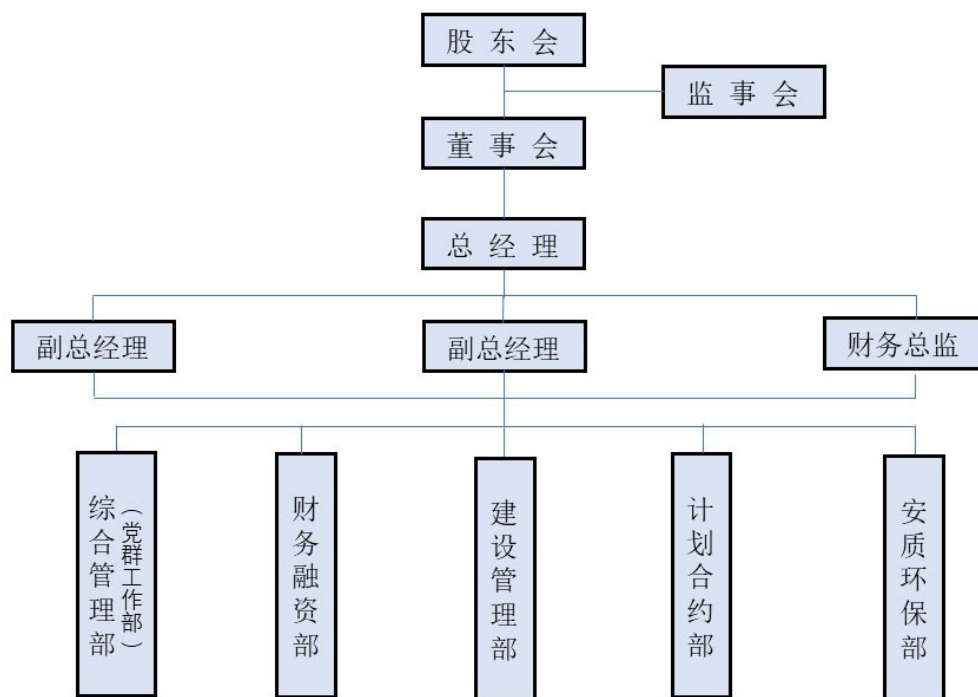 股东会
监事会
董事会
总经理
副总经理
副总经理
财务总监
综合管理部
（党群工作部）
财务融资部
建设管理部
计划合约部
安质环保部